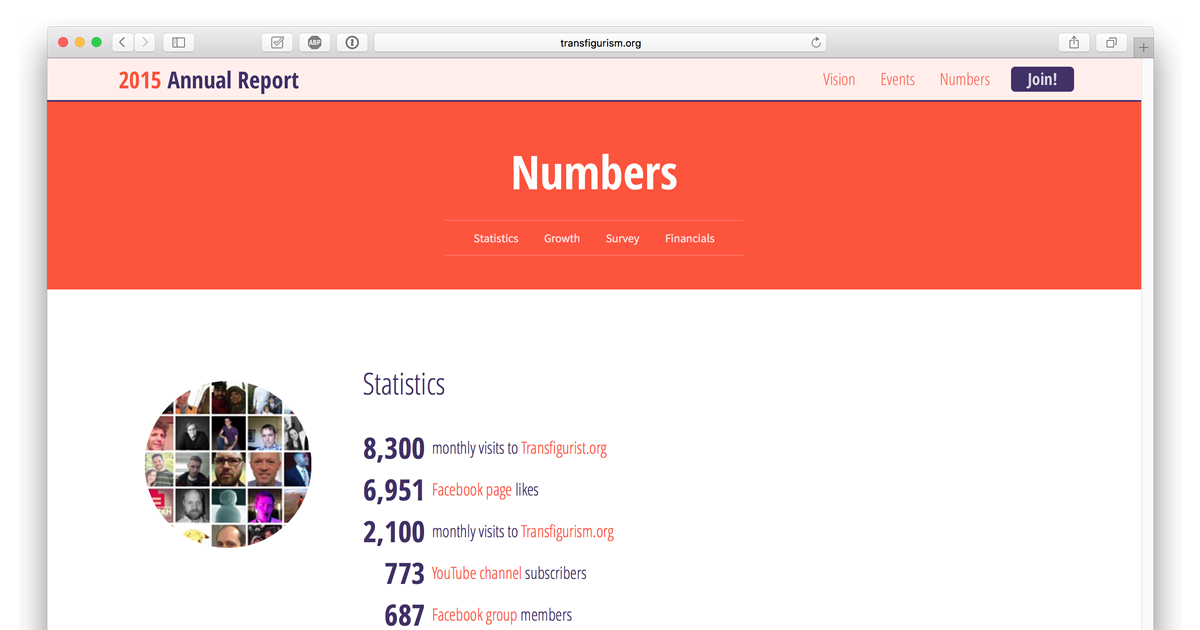 ABP
transfigurism.org
2015 Annual Report
Vision
Events
Numbers
Join!
Numbers
Statistics
Growth
Survey
Financials
Statistics
8,300 monthly visits to Transfigurist.org
6,951 Facebook page likes
2,100 monthly visits to Transfigurism.org
773 YouTube channel subscribers
687 Facebook group members